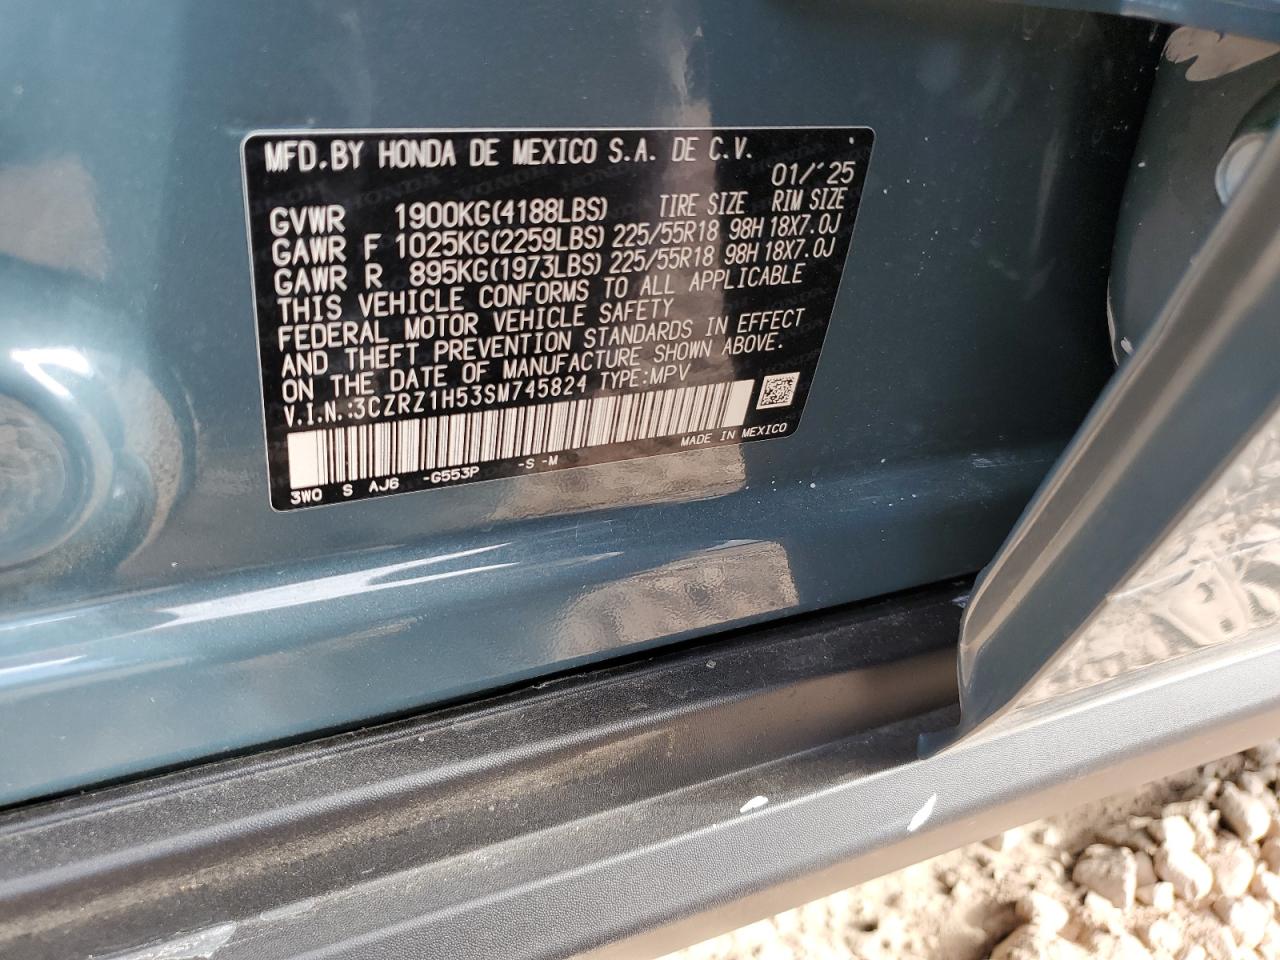 MFD.BY HONDA DE MEXICO S.A. DE C.V.
01/'25
GVWR 1900KG(4188LBS) TIRE SIZE RIM SIZE
GAWR F 1025KG(2259LBS) 225/55R18 98H 18X7.0J
GAWR R 895KG(1973LBS) 225/55R18 98H 18X7.0J
THIS VEHICLE CONFORMS TO ALL APPLICABLE
FEDERAL MOTOR VEHICLE SAFETY
AND THEFT PREVENTION STANDARDS IN EFFECT
ON THE DATE OF MANUFACTURE SHOWN ABOVE.
V.I.N.:3CZRZ1H53SM745824 TYPE:MPV
MADE IN MEXICO
3WO S AJ6 -G553P -S -M